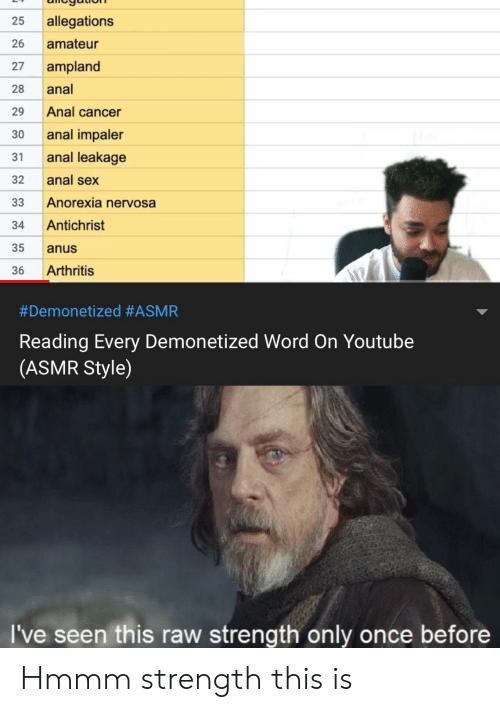 25 allegations
26 amateur
27 ampland
28 anal
29 Anal cancer
30 anal impaler
31 anal leakage
32 anal sex
33 Anorexia nervosa
34 Antichrist
35 anus
36 Arthritis
#Demonetized #ASMR
Reading Every Demonetized Word On Youtube
(ASMR Style)
I've seen this raw strength only once before
Hmmm strength this is